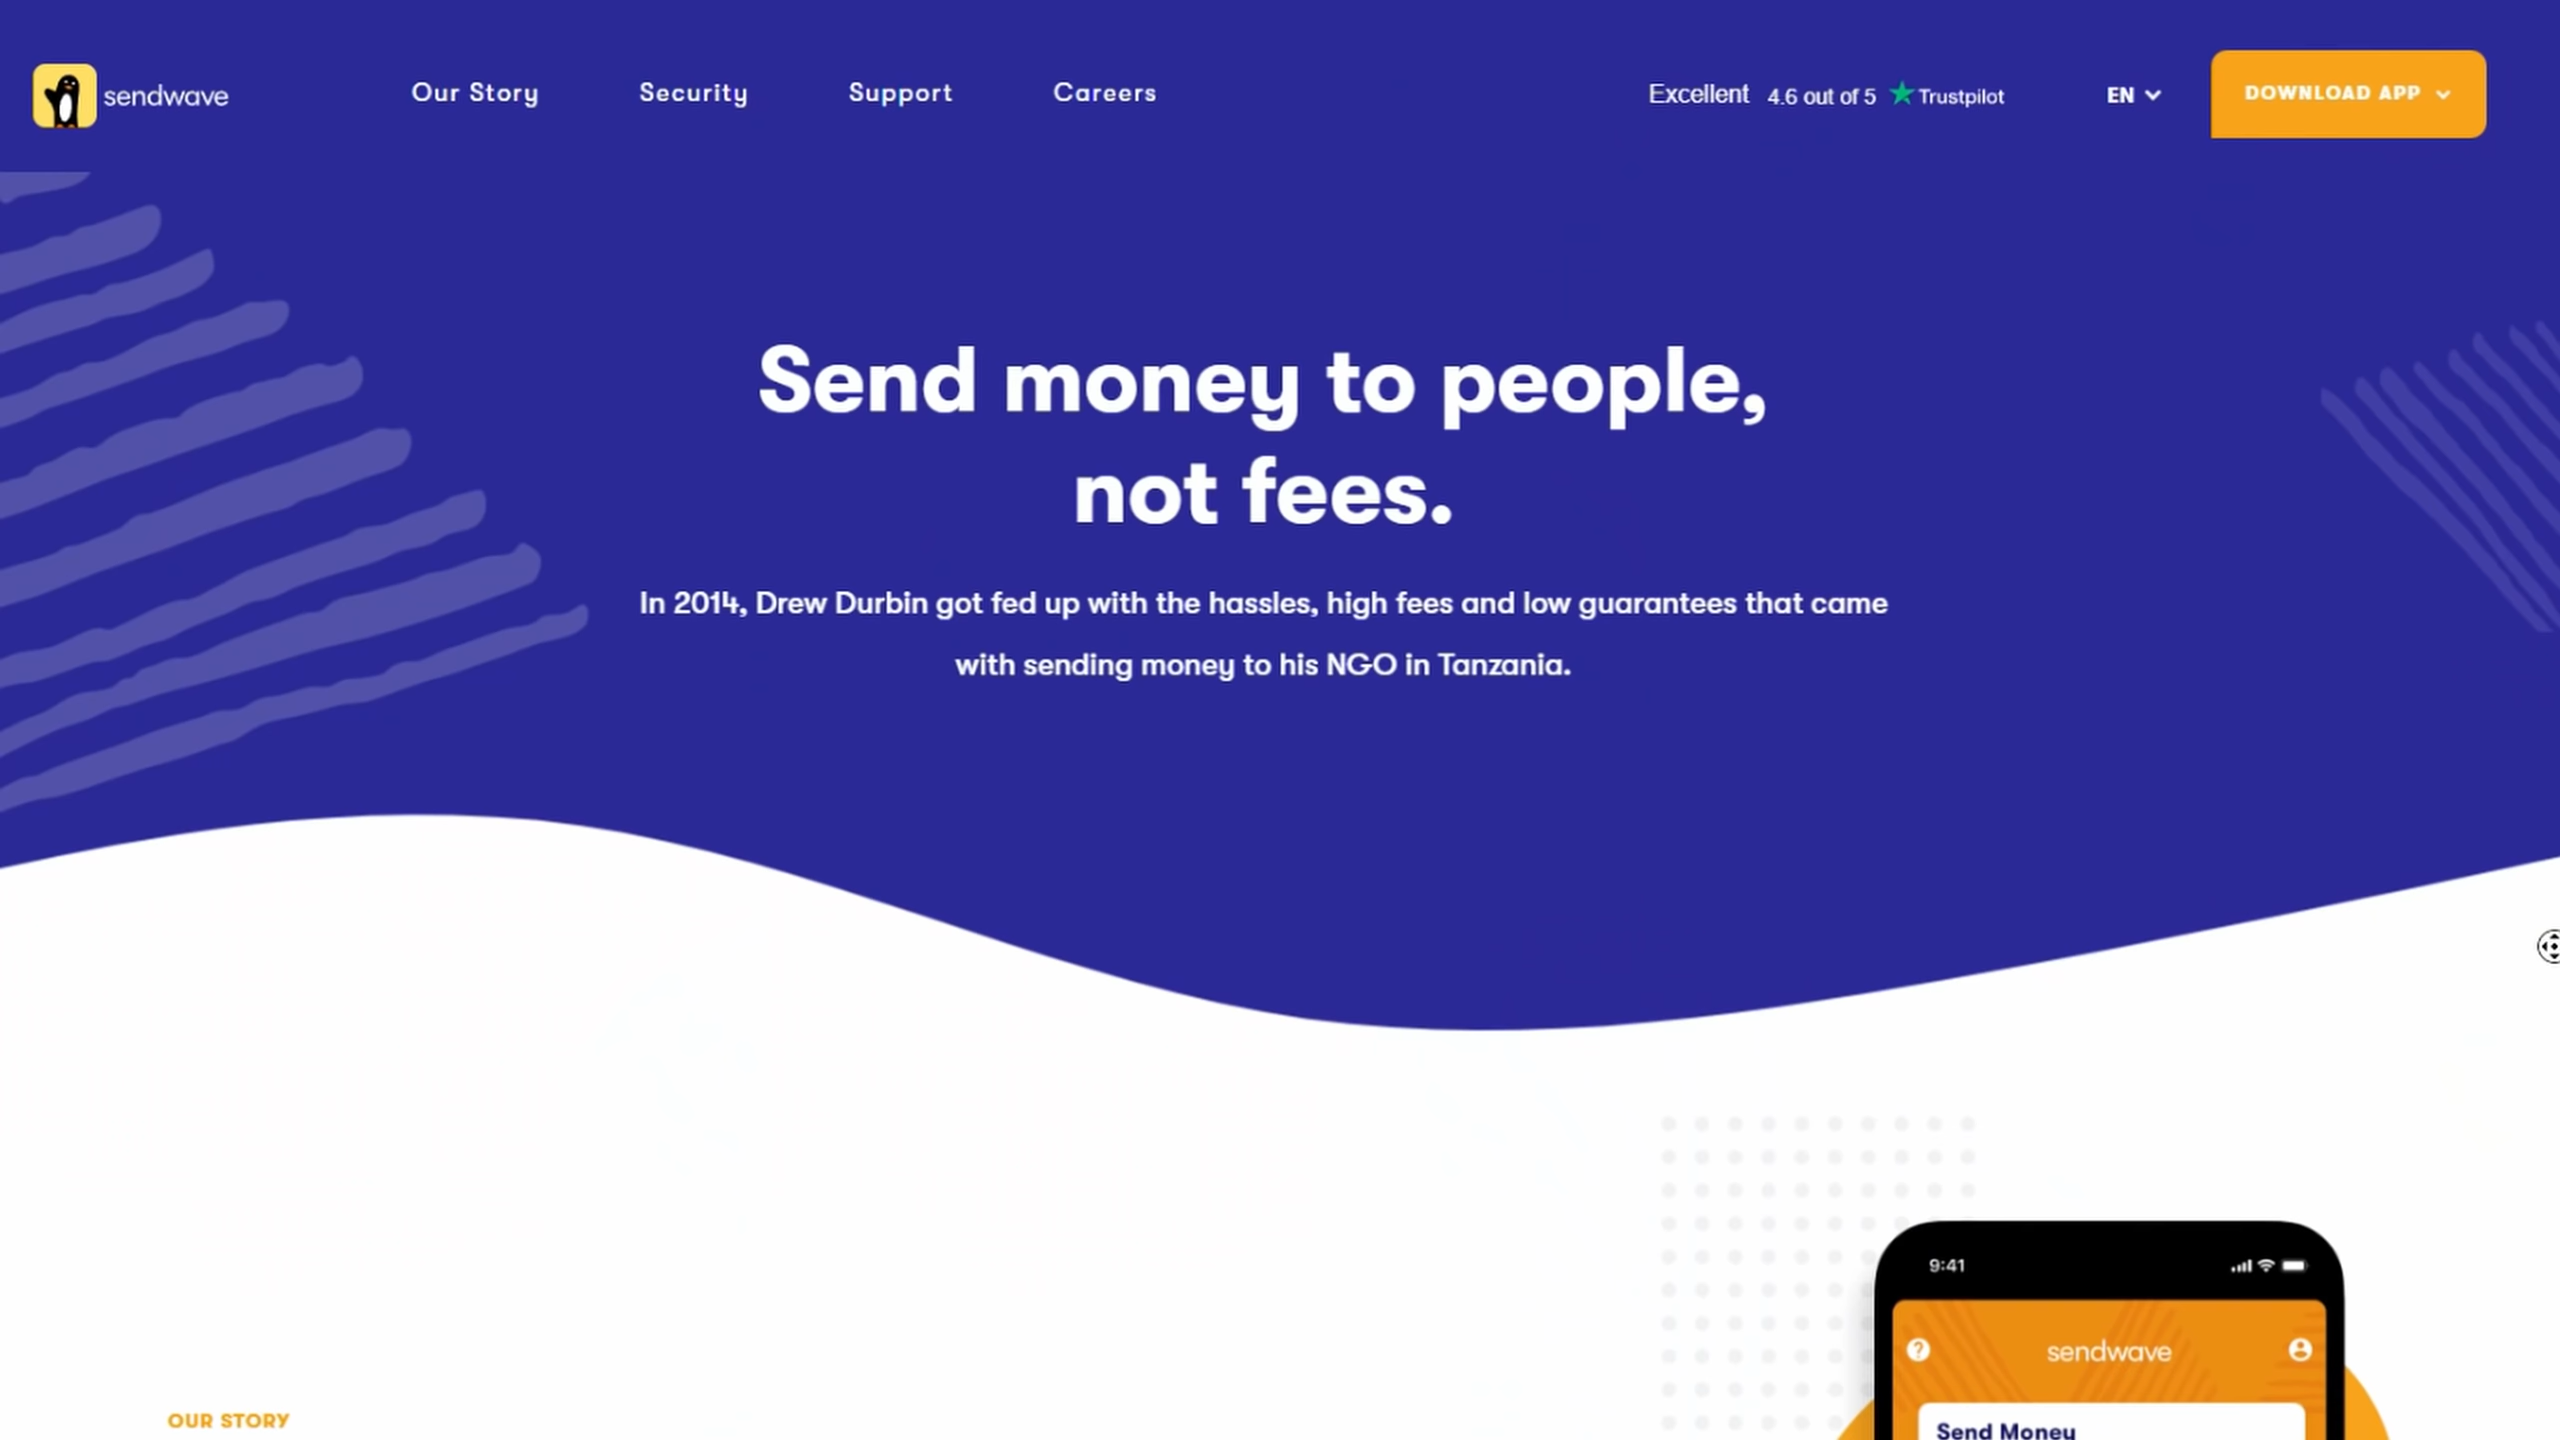 sendwave
Our Story
Security
Support
Careers
Excellent 4.6 out of 5 Trustpilot
EN
DOWNLOAD APP
Send money to people,
not fees.
In 2014, Drew Durbin got fed up with the hassles, high fees and low guarantees that came
with sending money to his NGO in Tanzania.
9:41
?
sendwave
Send Money
OUR STORY